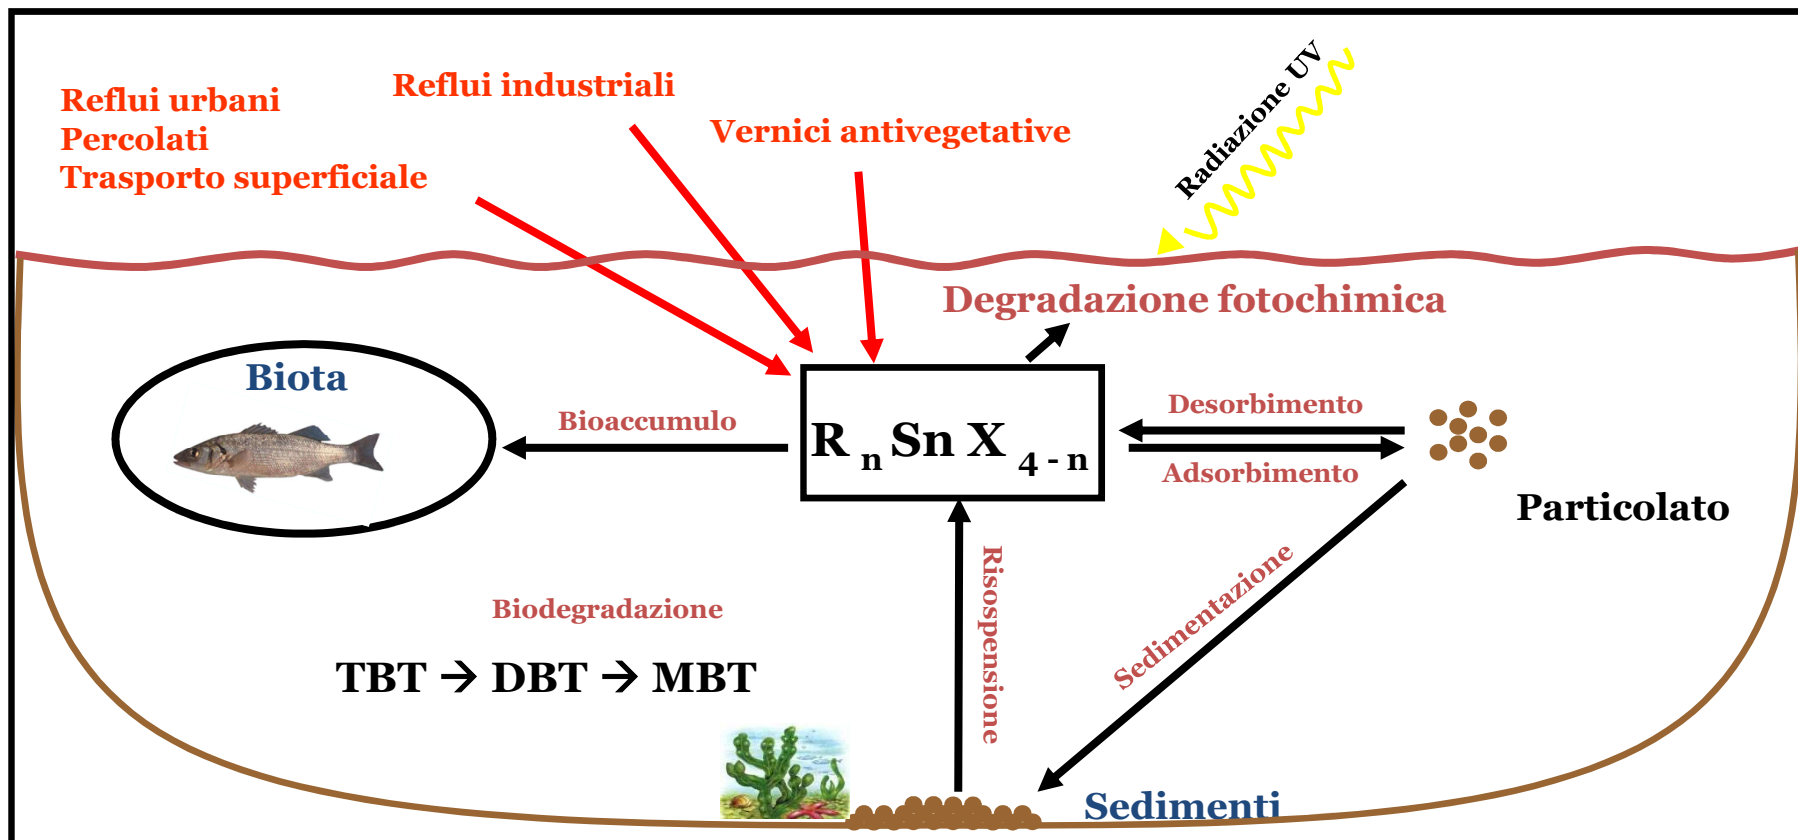 Reflui urbani
Percolati
Trasporto superficiale
Reflui industriali
Vernici antivegetative
Radiazione UV
Degradazione fotochimica
Biota
Bioaccumulo
R n Sn X 4 - n
Desorbimento
Adsorbimento
Particolato
Sedimentazione
Risospensione
Biodegradazione
TBT → DBT → MBT
Sedimenti